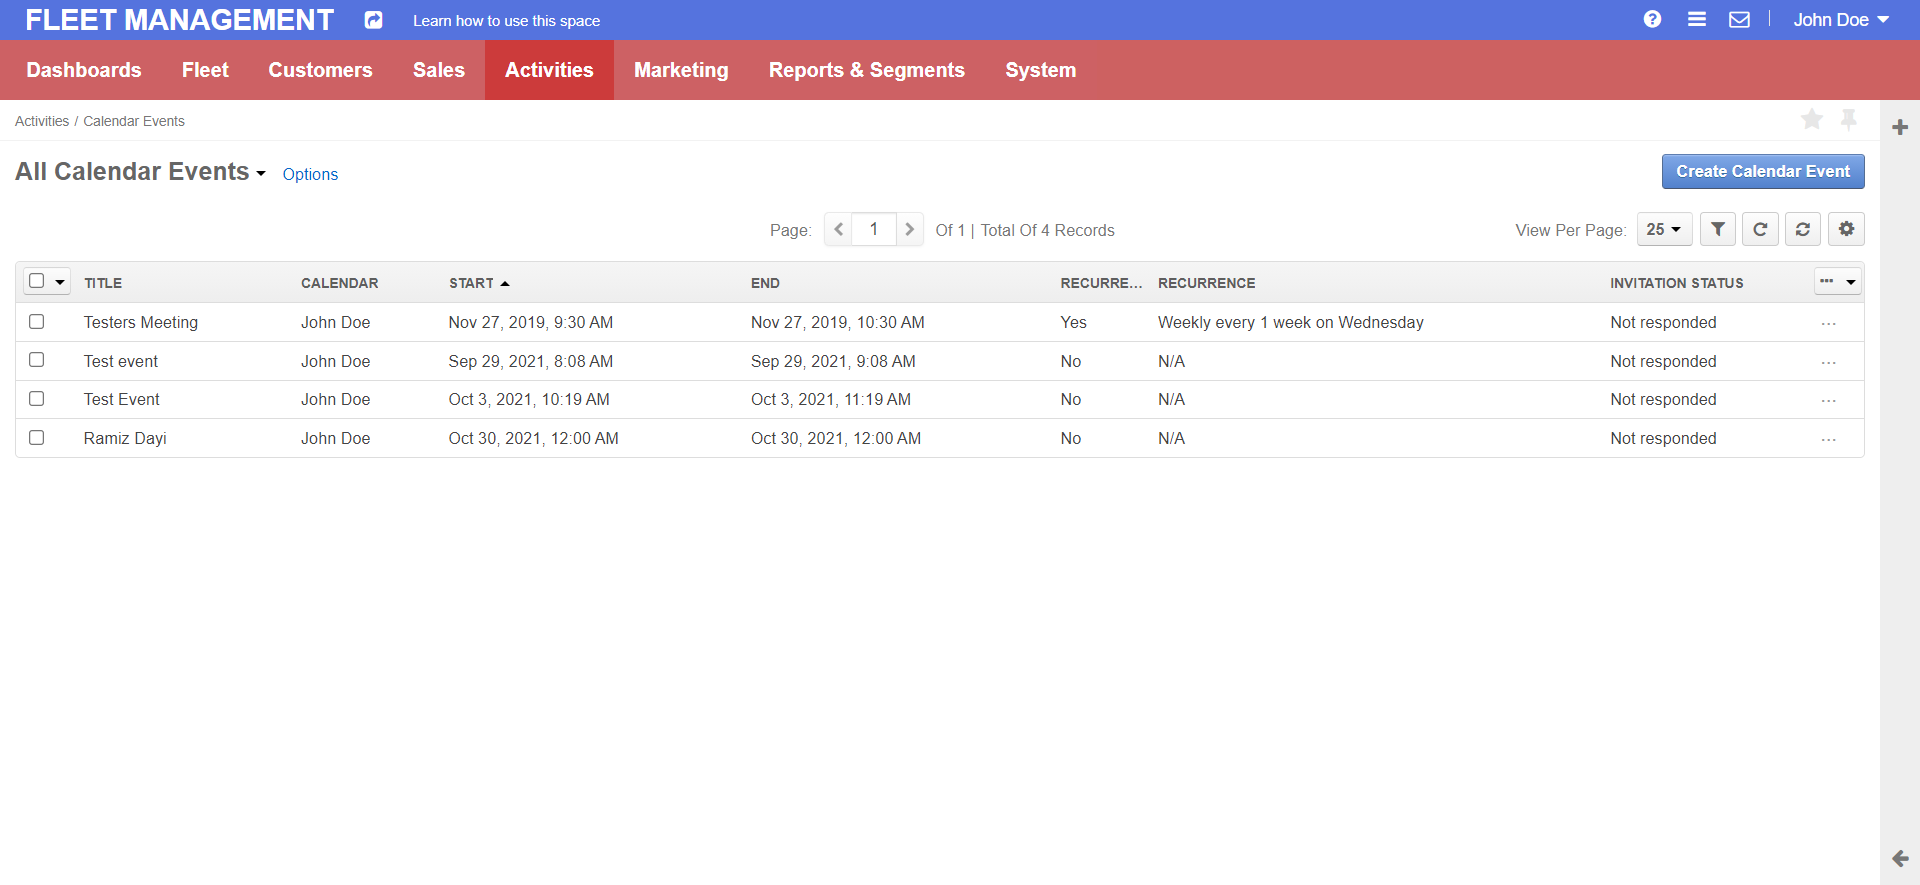 FLEET MANAGEMENT Learn how to use this space John Doe
Dashboards Fleet Customers Sales Activities Marketing Reports & Segments System
Activities / Calendar Events
All Calendar Events Options Create Calendar Event
Page: 1 Of 1 | Total Of 4 Records View Per Page: 25
TITLE CALENDAR START END RECURRE... RECURRENCE INVITATION STATUS
Testers Meeting John Doe Nov 27, 2019, 9:30 AM Nov 27, 2019, 10:30 AM Yes Weekly every 1 week on Wednesday Not responded
Test event John Doe Sep 29, 2021, 8:08 AM Sep 29, 2021, 9:08 AM No N/A Not responded
Test Event John Doe Oct 3, 2021, 10:19 AM Oct 3, 2021, 11:19 AM No N/A Not responded
Ramiz Dayi John Doe Oct 30, 2021, 12:00 AM Oct 30, 2021, 12:00 AM No N/A Not responded